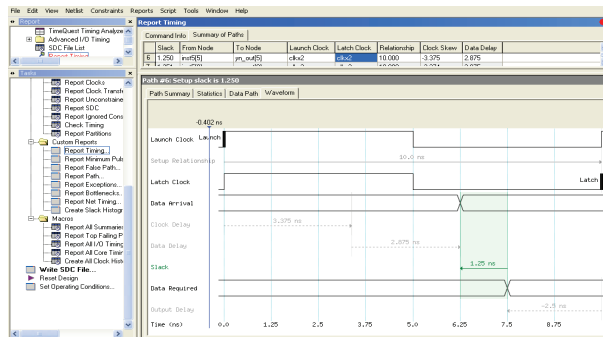 File Edit View Netlist Constraints Reports Script Tools Window Help
Report
TimeQuest Timing Analyze
Advanced I/O Timing
SDC File List
Report Timing
Tasks
Report Clocks
Report Clock Transfe
Report Unconstraine
Report SDC
Report Ignored Cons
Check Timing
Report Partitions
Custom Reports
Report Timing...
Report Minimum Puls
Report False Path...
Report Path...
Report Exceptions...
Report Bottlenecks...
Report Net Timing...
Create Slack Histogr
Macros
Report All Summaries
Report Top Failing P
Report All I/O Timing
Report All Core Timir
Create All Clock Histo
Write SDC File...
Reset Design
Set Operating Conditions...
Report Timing
Command Info Summary of Paths
Slack From Node To Node Launch Clock Latch Clock Relationship Clock Skew Data Delay
6 1.250 inst5[5] yn_out[5] clkx2 clkx2 10.000 -3.375 2.875
Path #6: Setup slack is 1.250
Path Summary Statistics Data Path Waveform
-0.402 ns
Launch Clock Launch
Setup Relationship 10.0 ns
Latch Clock Latch
Data Arrival
Clock Delay 3.375 ns
Data Delay 2.875 ns
Slack 1.25 ns
Data Required
Output Delay -2.5 ns
Time (ns) 0.0 1.25 2.5 3.75 5.0 6.25 7.5 8.75